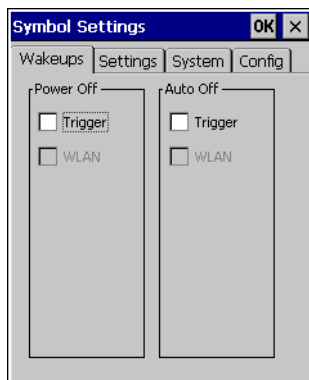 Symbol Settings OK ×
Wakeups Settings System Config
Power Off Auto Off
Trigger Trigger
WLAN WLAN